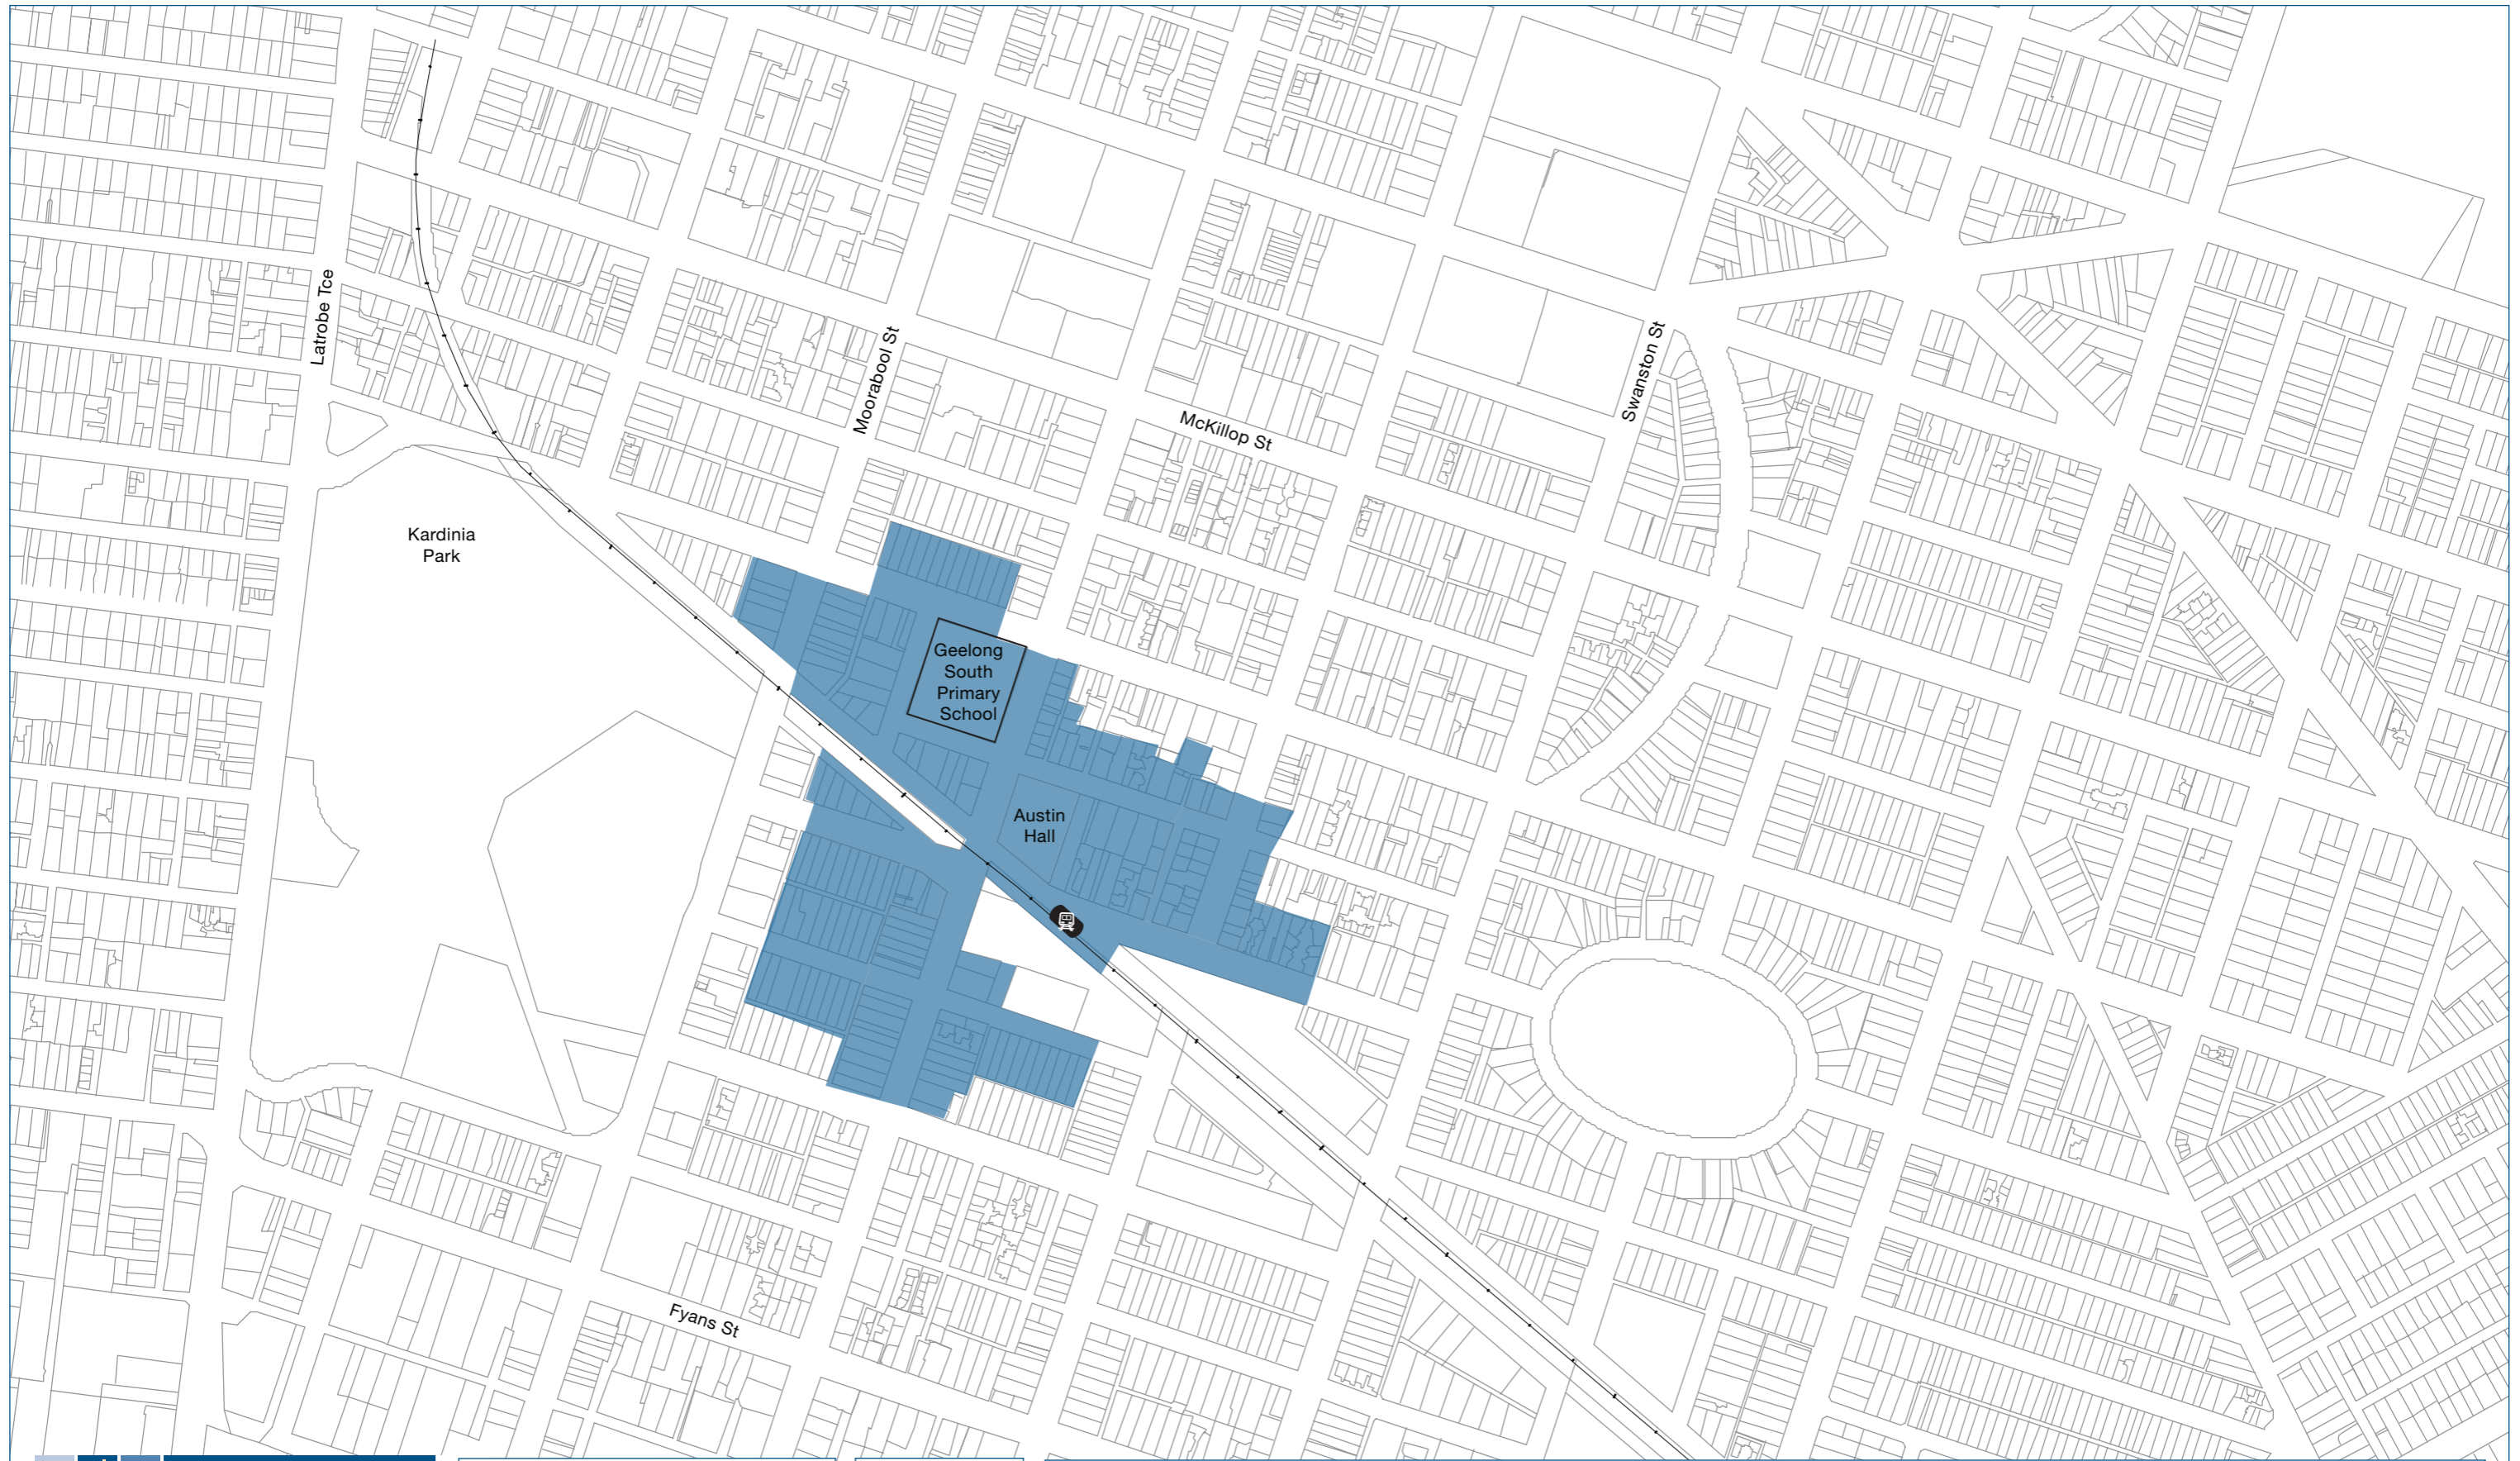 Latrobe Tce
Moorabool St
Swanston St
McKillop St
Kardinia
Park
Geelong
South
Primary
School
Austin
Hall
Fyans St